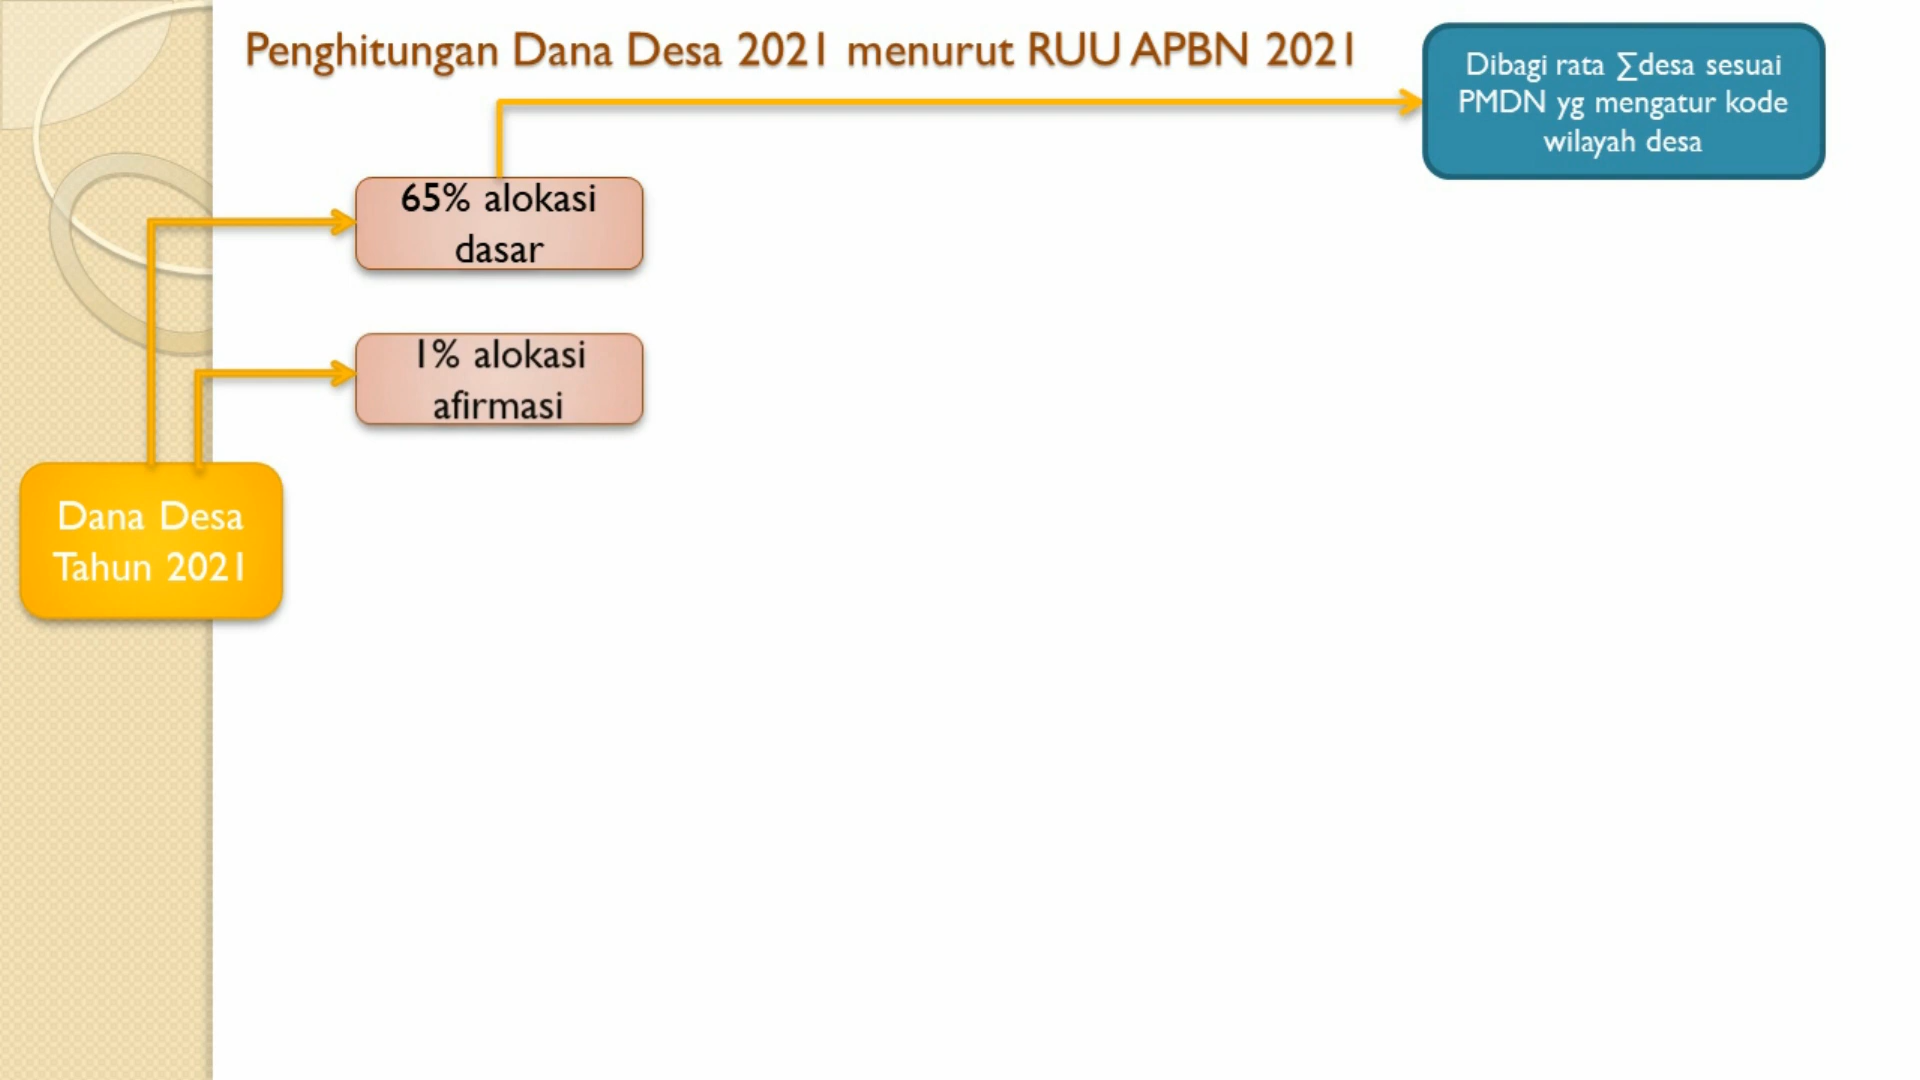 Penghitungan Dana Desa 2021 menurut RUU APBN 2021
Dibagi rata ∑desa sesuai
PMDN yg mengatur kode
wilayah desa
65% alokasi
dasar
1% alokasi
afirmasi
Dana Desa
Tahun 2021